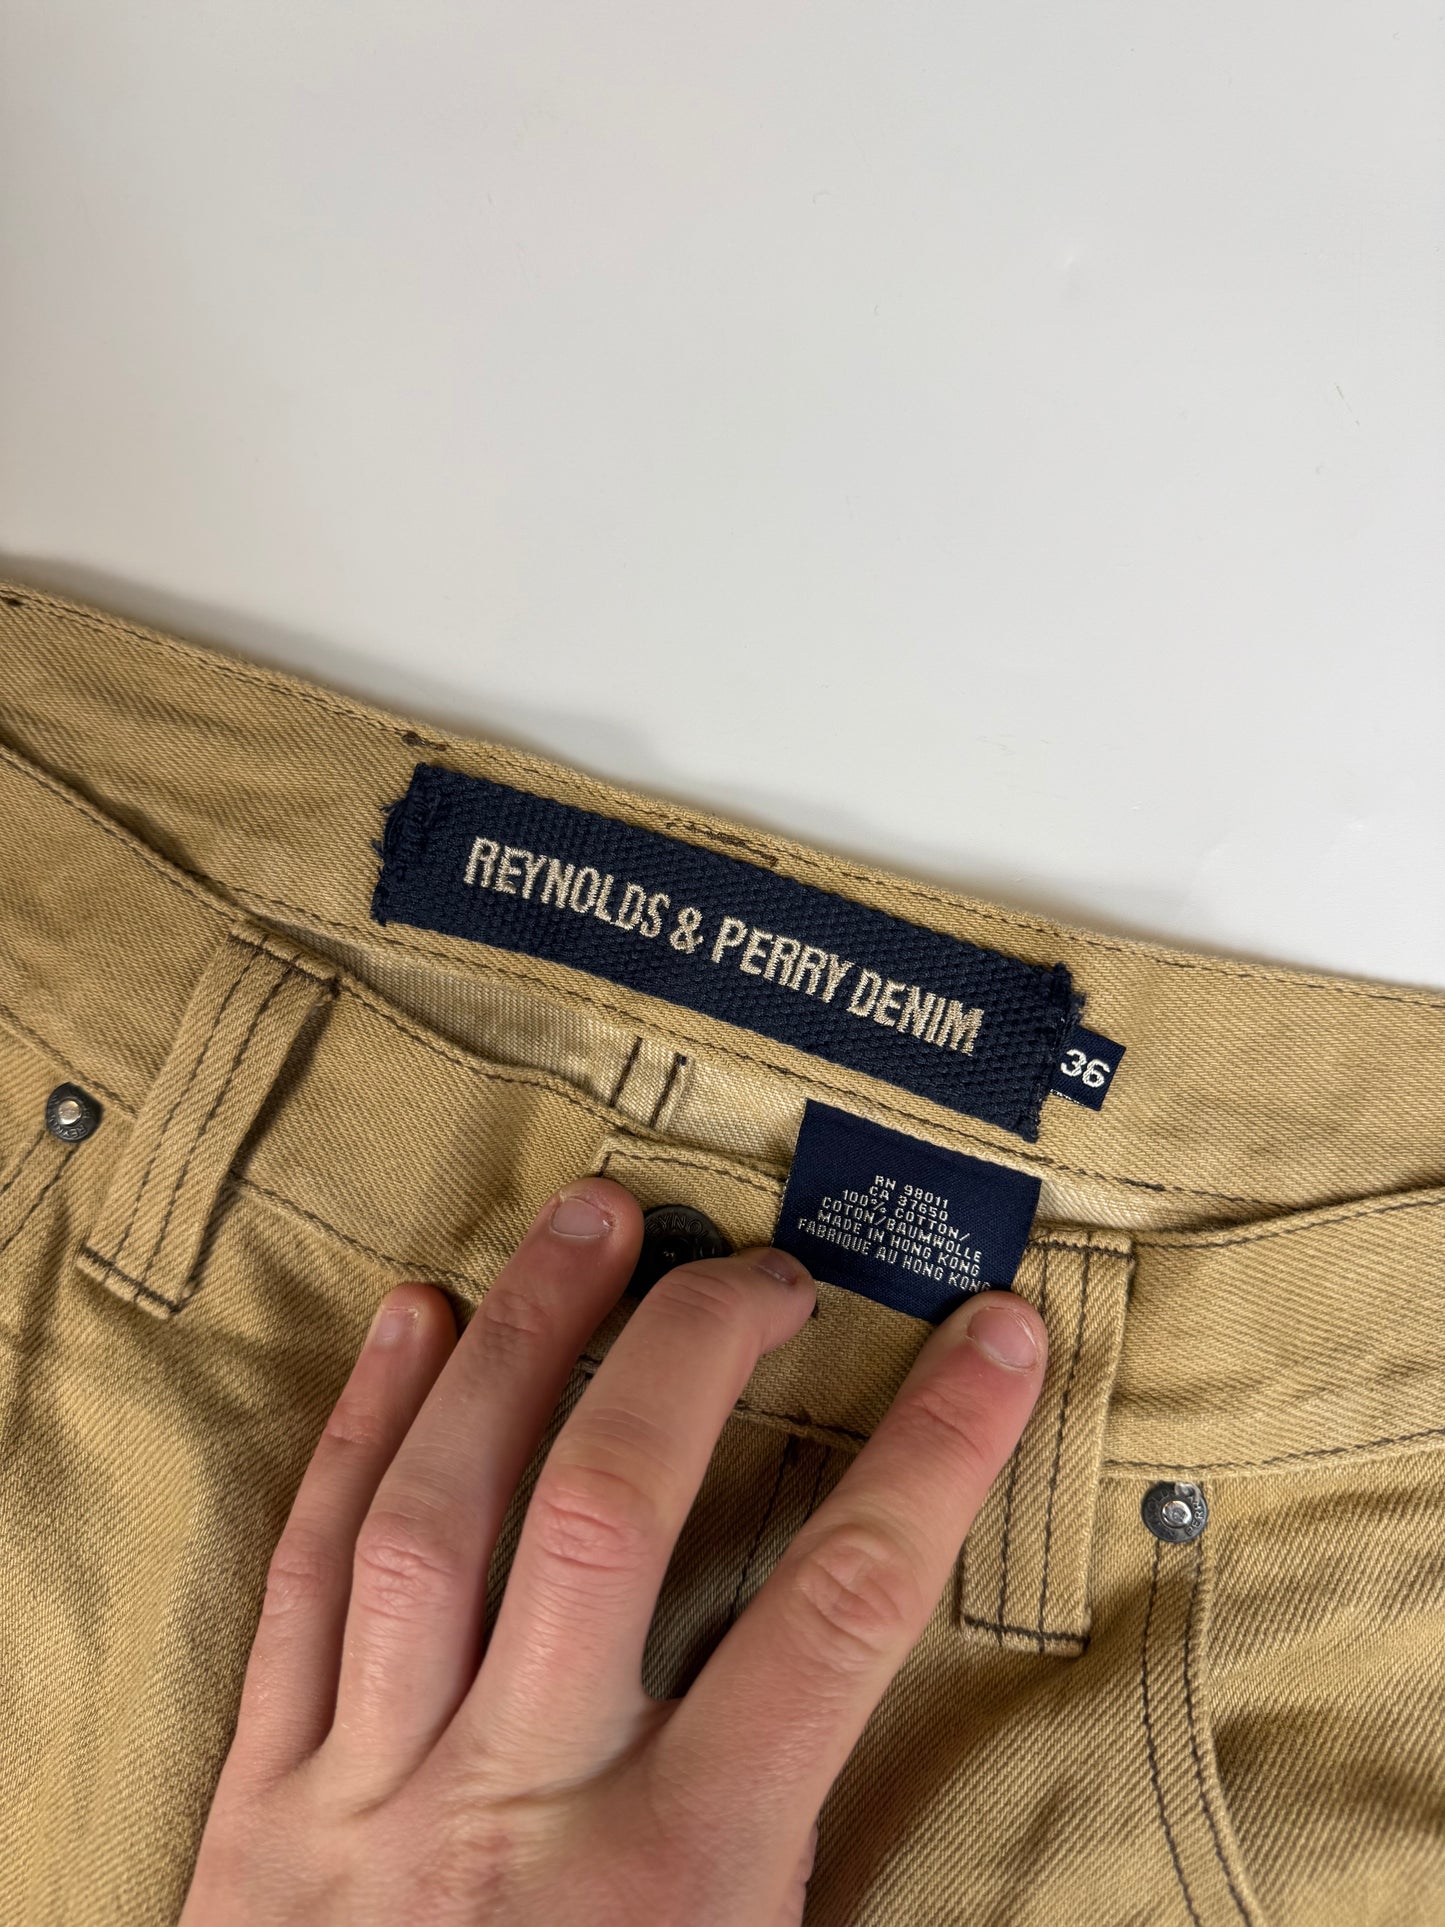 REYNOLDS & PERRY DENIM
36
RN 98011
CA 37650
100% COTTON/
COTON/BAUMWOLLE
MADE IN HONG KONG
FABRIQUE AU HONG KONG
REYNOLDS